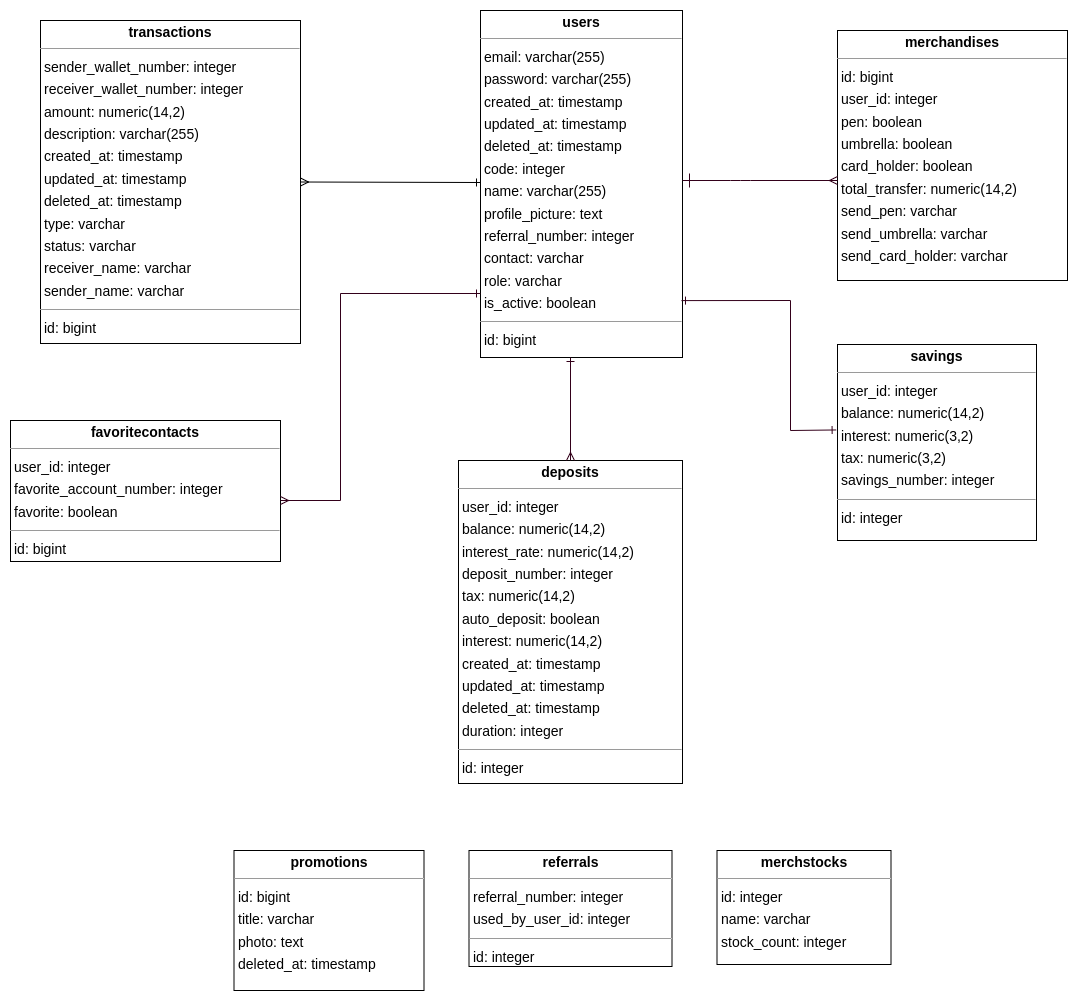 transactions
sender_wallet_number: integer
receiver_wallet_number: integer
amount: numeric(14,2)
description: varchar(255)
created_at: timestamp
updated_at: timestamp
deleted_at: timestamp
type: varchar
status: varchar
receiver_name: varchar
sender_name: varchar
id: bigint
users
email: varchar(255)
password: varchar(255)
created_at: timestamp
updated_at: timestamp
deleted_at: timestamp
code: integer
name: varchar(255)
profile_picture: text
referral_number: integer
contact: varchar
role: varchar
is_active: boolean
id: bigint
merchandises
id: bigint
user_id: integer
pen: boolean
umbrella: boolean
card_holder: boolean
total_transfer: numeric(14,2)
send_pen: varchar
send_umbrella: varchar
send_card_holder: varchar
favoritecontacts
user_id: integer
favorite_account_number: integer
favorite: boolean
id: bigint
deposits
user_id: integer
balance: numeric(14,2)
interest_rate: numeric(14,2)
deposit_number: integer
tax: numeric(14,2)
auto_deposit: boolean
interest: numeric(14,2)
created_at: timestamp
updated_at: timestamp
deleted_at: timestamp
duration: integer
id: integer
savings
user_id: integer
balance: numeric(14,2)
interest: numeric(3,2)
tax: numeric(3,2)
savings_number: integer
id: integer
promotions
id: bigint
title: varchar
photo: text
deleted_at: timestamp
referrals
referral_number: integer
used_by_user_id: integer
id: integer
merchstocks
id: integer
name: varchar
stock_count: integer